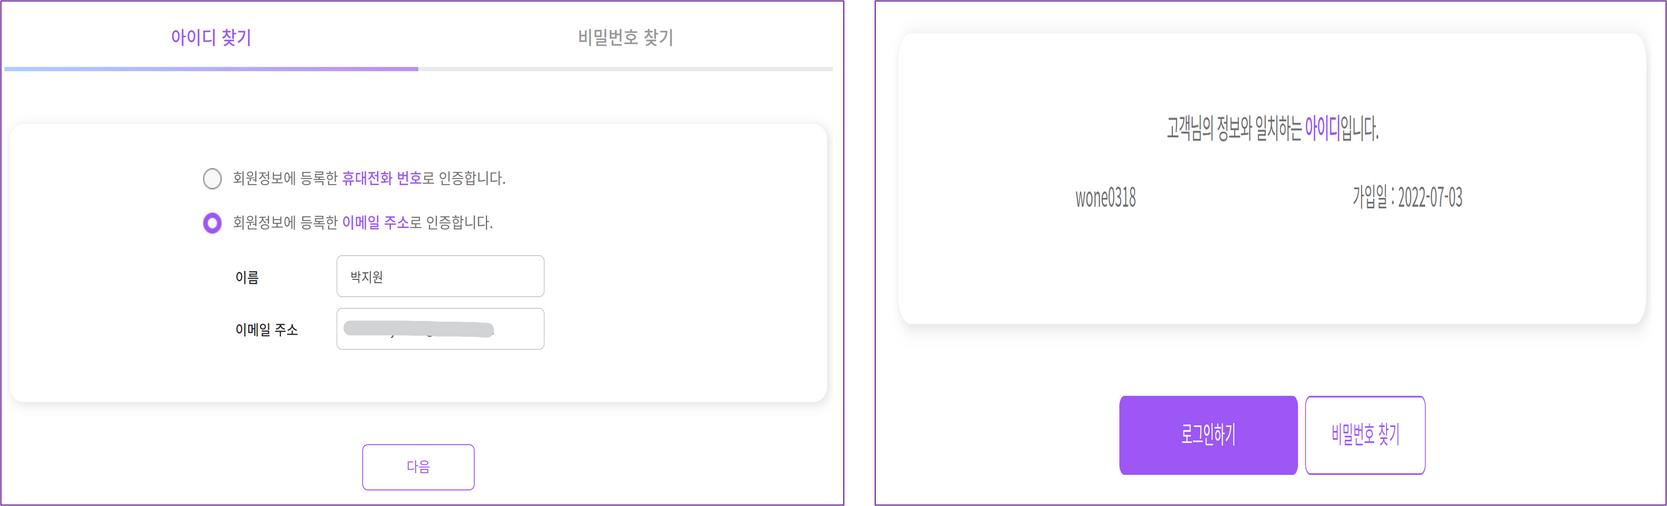 아이디 찾기
비밀번호 찾기
회원정보에 등록한 휴대전화 번호로 인증합니다.
회원정보에 등록한 이메일 주소로 인증합니다.
이름
박지원
이메일 주소
다음
고객님의 정보와 일치하는 아이디입니다.
wone0318
가입일 : 2022-07-03
로그인하기
비밀번호 찾기